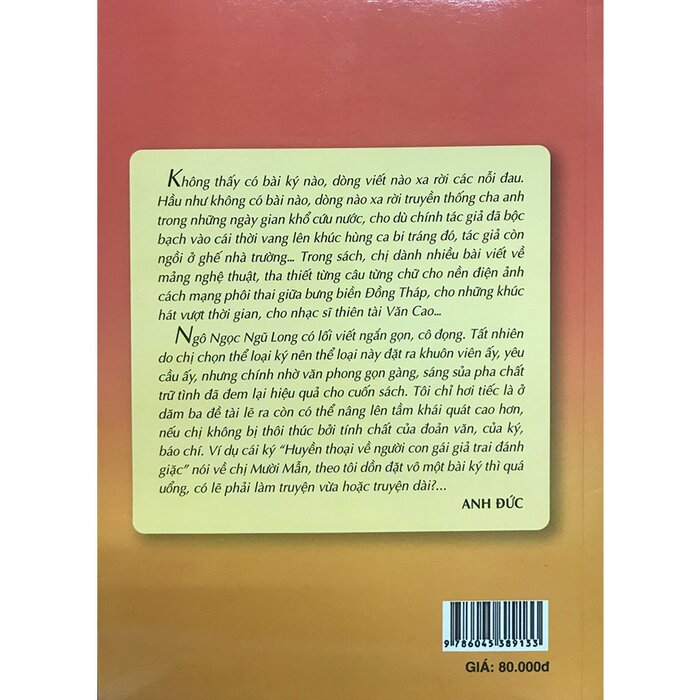 Không thấy có bài ký nào, dòng viết nào xa rời các nỗi đau.
Hầu như không có bài nào, dòng nào xa rời truyền thống cha anh
trong những ngày gian khổ cứu nước, cho dù chính tác giả đã bộc
bạch vào cái thời vang lên khúc hùng ca bi tráng đó, tác giả còn
ngồi ở ghế nhà trường... Trong sách, chị dành nhiều bài viết về
mảng nghệ thuật, tha thiết từng câu từng chữ cho nền điện ảnh
cách mạng phôi thai giữa bưng biền Đồng Tháp, cho những khúc
hát vượt thời gian, cho nhạc sĩ thiên tài Văn Cao...
Ngô Ngọc Ngũ Long có lối viết ngắn gọn, cô đọng. Tất nhiên
do chị chọn thể loại ký nên thể loại này đặt ra khuôn viên ấy, yêu
cầu ấy, nhưng chính nhờ văn phong gọn gàng, sáng sủa pha chất
trữ tình đã đem lại hiệu quả cho cuốn sách. Tôi chỉ hơi tiếc là ở
dăm ba đề tài lẽ ra còn có thể nâng lên tầm khái quát cao hơn,
nếu chị không bị thôi thúc bởi tính chất của đoản văn, của ký,
báo chí. Ví dụ cái ký “Huyền thoại về người con gái giả trai đánh
giặc” nói về chị Mười Mẫn, theo tôi dồn đặt vô một bài ký thì quá
uổng, có lẽ phải làm truyện vừa hoặc truyện dài?...
ANH ĐỨC
9 786045 389133
GIÁ: 80.000đ